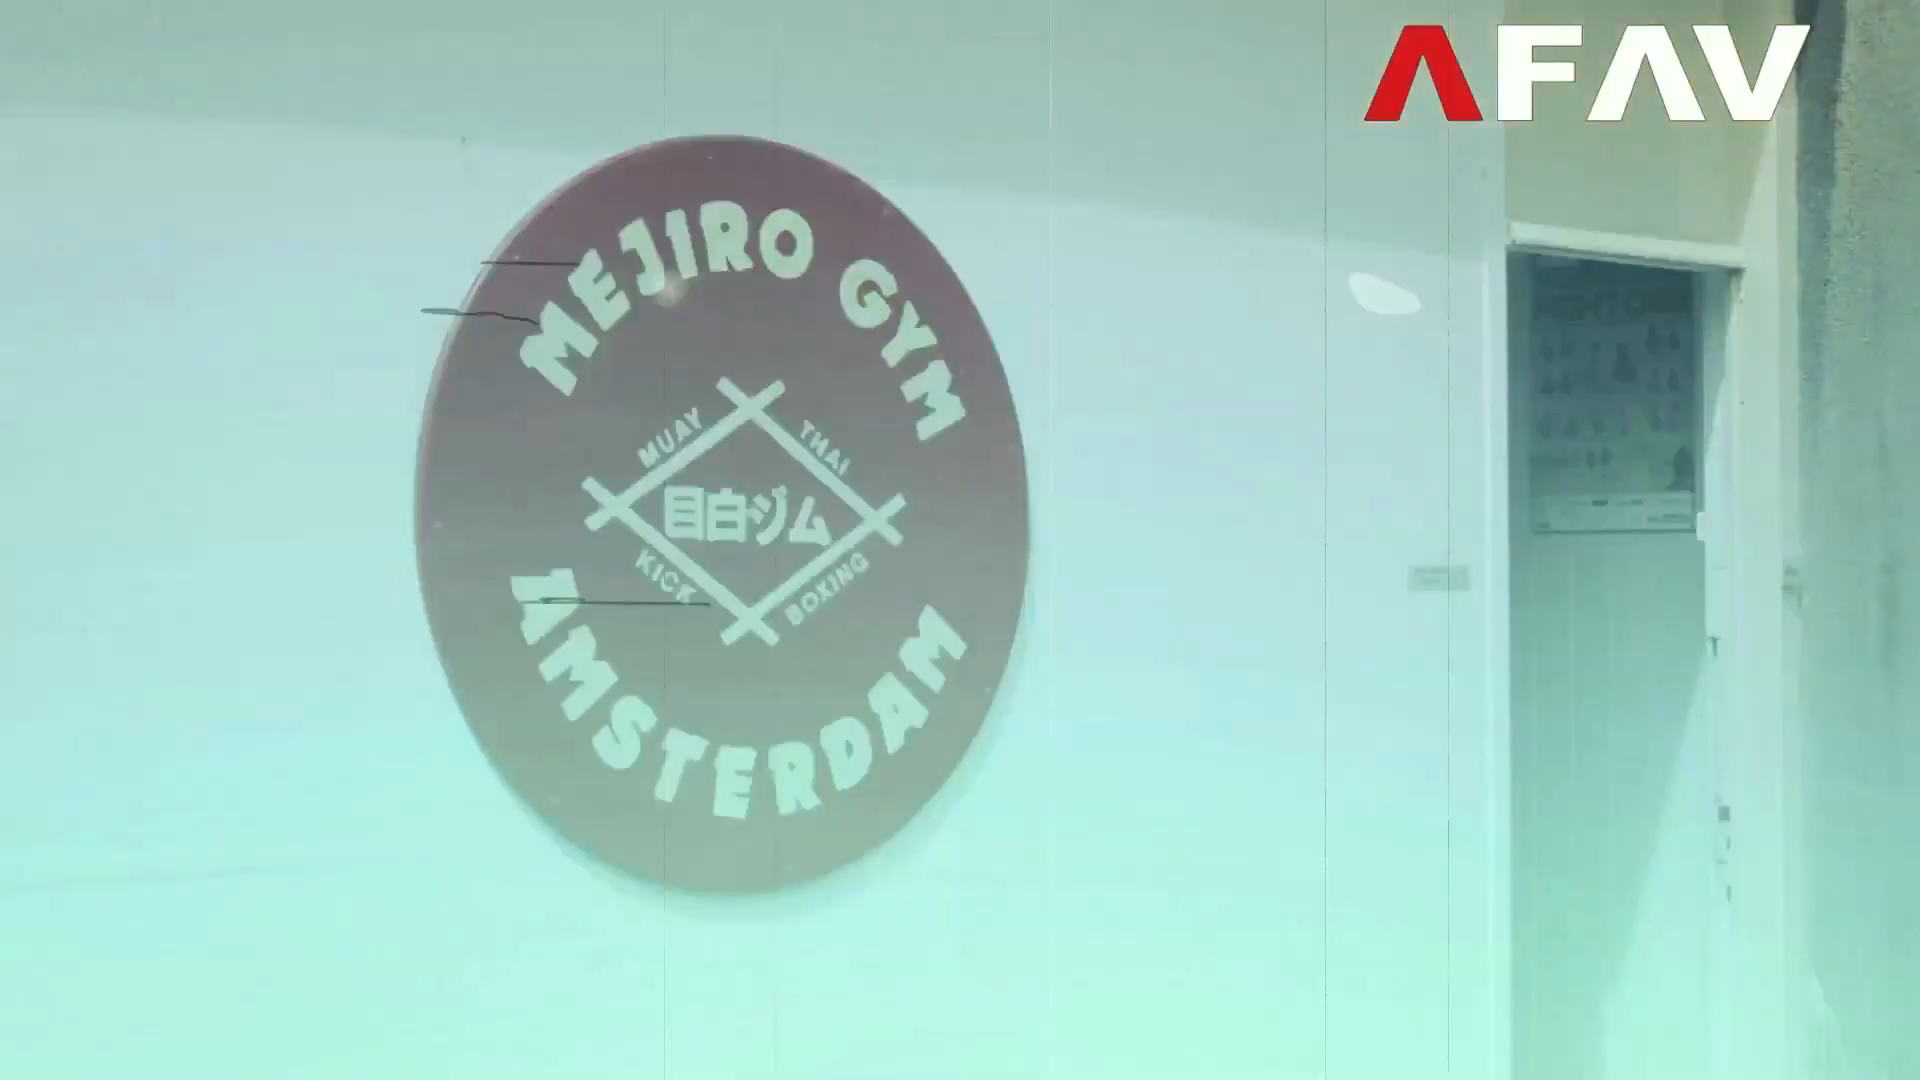 AFAV
MEJIRO GYM
MUAY THAI
目白ジム
KICK BOXING
AMSTERDAM